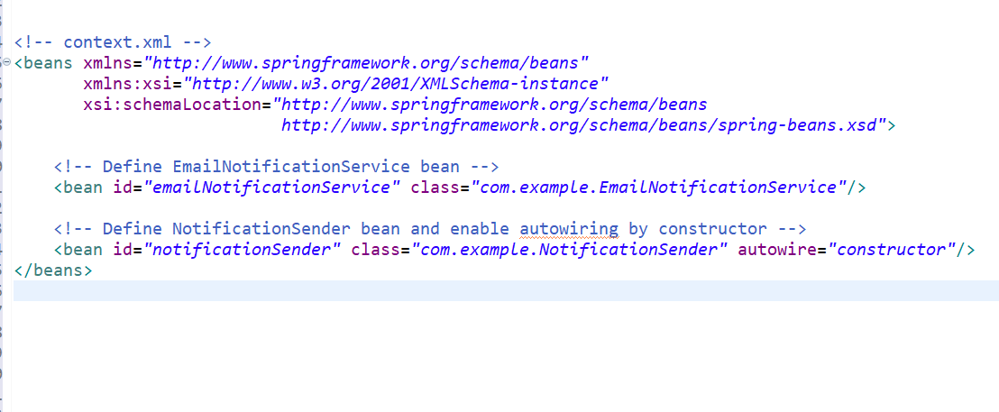 <!-- context.xml -->
<beans xmlns="http://www.springframework.org/schema/beans"
xmlns:xsi="http://www.w3.org/2001/XMLSchema-instance"
xsi:schemaLocation="http://www.springframework.org/schema/beans
http://www.springframework.org/schema/beans/spring-beans.xsd">
<!-- Define EmailNotificationService bean -->
<bean id="emailNotificationService" class="com.example.EmailNotificationService"/>
<!-- Define NotificationSender bean and enable autowiring by constructor -->
<bean id="notificationSender" class="com.example.NotificationSender" autowire="constructor"/>
</beans>